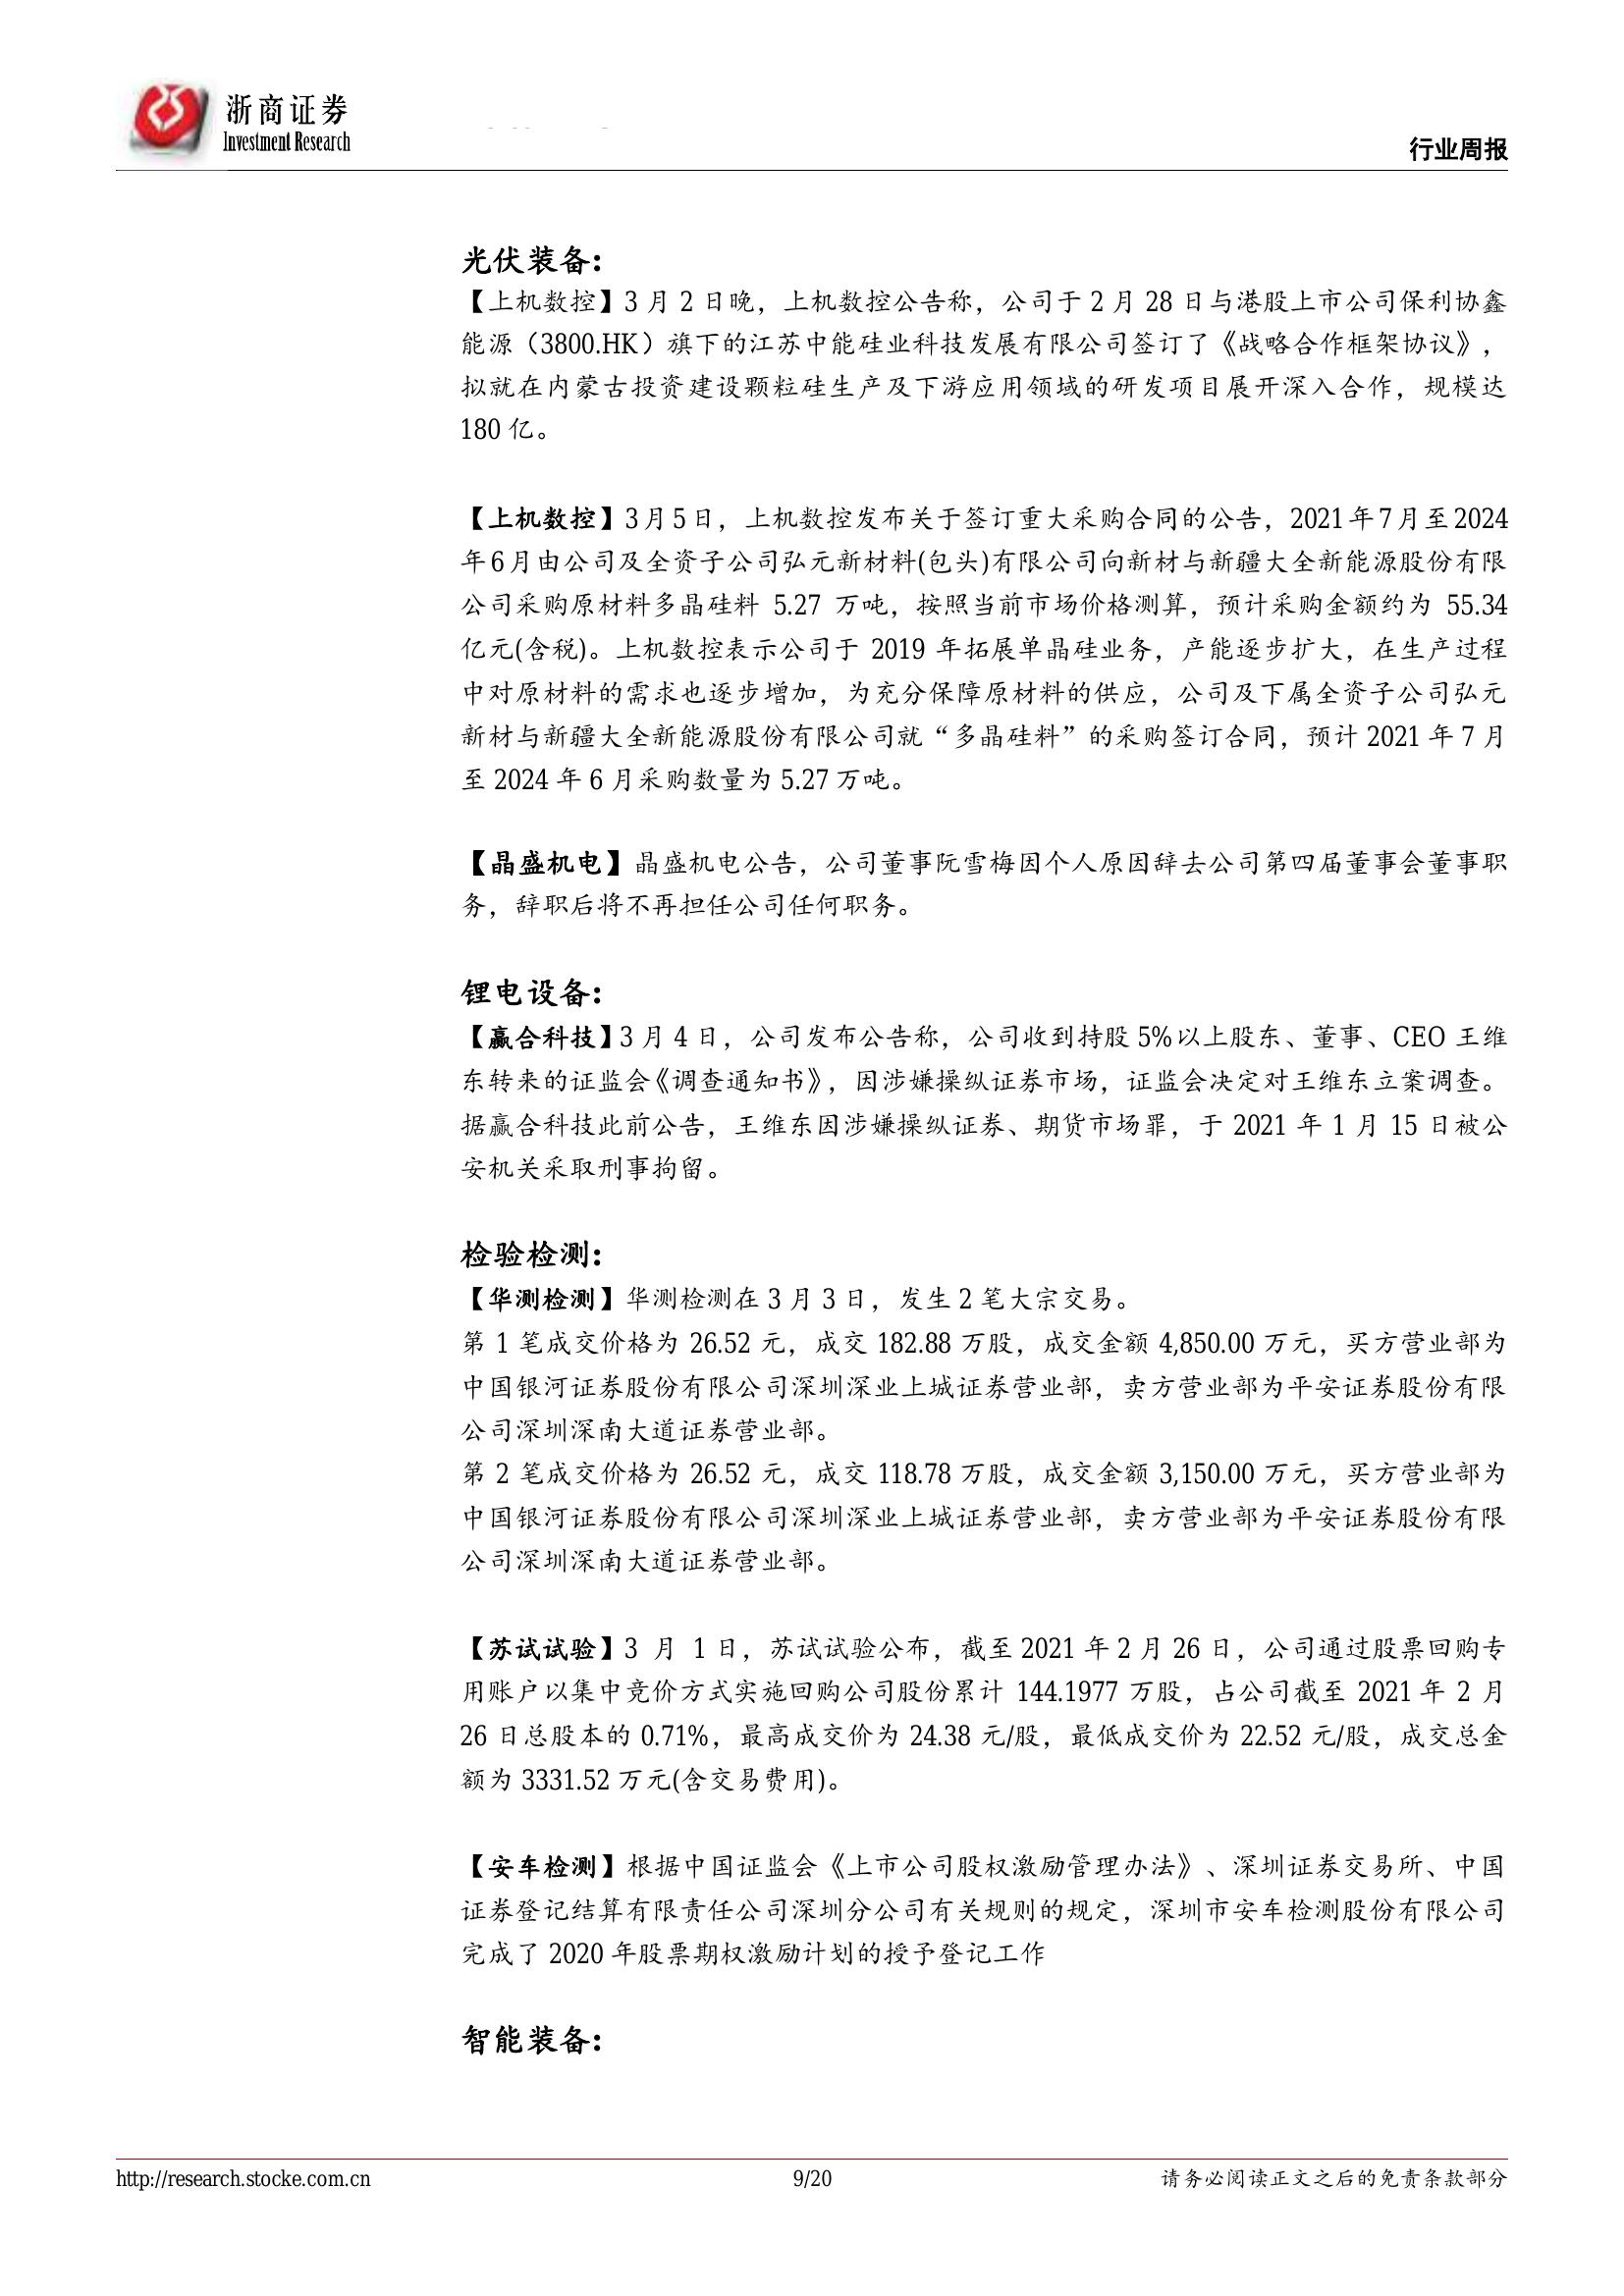 浙商证券
Investment Research
行业周报
光伏装备：
【上机数控】3 月 2 日晚，上机数控公告称，公司于 2 月 28 日与港股上市公司保利协鑫
能源（3800.HK）旗下的江苏中能硅业科技发展有限公司签订了《战略合作框架协议》，
拟就在内蒙古投资建设颗粒硅生产及下游应用领域的研发项目展开深入合作，规模达
180 亿。
【上机数控】3月5日，上机数控发布关于签订重大采购合同的公告，2021年7月至2024
年6月由公司及全资子公司弘元新材料(包头)有限公司向新材与新疆大全新能源股份有限
公司采购原材料多晶硅料 5.27 万吨，按照当前市场价格测算，预计采购金额约为 55.34
亿元(含税)。上机数控表示公司于 2019 年拓展单晶硅业务，产能逐步扩大，在生产过程
中对原材料的需求也逐步增加，为充分保障原材料的供应，公司及下属全资子公司弘元
新材与新疆大全新能源股份有限公司就“多晶硅料”的采购签订合同，预计 2021 年 7 月
至 2024 年 6 月采购数量为 5.27 万吨。
【晶盛机电】晶盛机电公告，公司董事阮雪梅因个人原因辞去公司第四届董事会董事职
务，辞职后将不再担任公司任何职务。
锂电设备：
【赢合科技】3 月 4 日，公司发布公告称，公司收到持股 5%以上股东、董事、CEO 王维
东转来的证监会《调查通知书》，因涉嫌操纵证券市场，证监会决定对王维东立案调查。
据赢合科技此前公告，王维东因涉嫌操纵证券、期货市场罪，于 2021 年 1 月 15 日被公
安机关采取刑事拘留。
检验检测：
【华测检测】华测检测在 3 月 3 日，发生 2 笔大宗交易。
第 1 笔成交价格为 26.52 元，成交 182.88 万股，成交金额 4,850.00 万元，买方营业部为
中国银河证券股份有限公司深圳深业上城证券营业部，卖方营业部为平安证券股份有限
公司深圳深南大道证券营业部。
第 2 笔成交价格为 26.52 元，成交 118.78 万股，成交金额 3,150.00 万元，买方营业部为
中国银河证券股份有限公司深圳深业上城证券营业部，卖方营业部为平安证券股份有限
公司深圳深南大道证券营业部。
【苏试试验】3 月 1 日，苏试试验公布，截至 2021 年 2 月 26 日，公司通过股票回购专
用账户以集中竞价方式实施回购公司股份累计 144.1977 万股，占公司截至 2021 年 2 月
26 日总股本的 0.71%，最高成交价为 24.38 元/股，最低成交价为 22.52 元/股，成交总金
额为 3331.52 万元(含交易费用)。
【安车检测】根据中国证监会《上市公司股权激励管理办法》、深圳证券交易所、中国
证券登记结算有限责任公司深圳分公司有关规则的规定，深圳市安车检测股份有限公司
完成了 2020 年股票期权激励计划的授予登记工作
智能装备：
http://research.stocke.com.cn
9/20
请务必阅读正文之后的免责条款部分